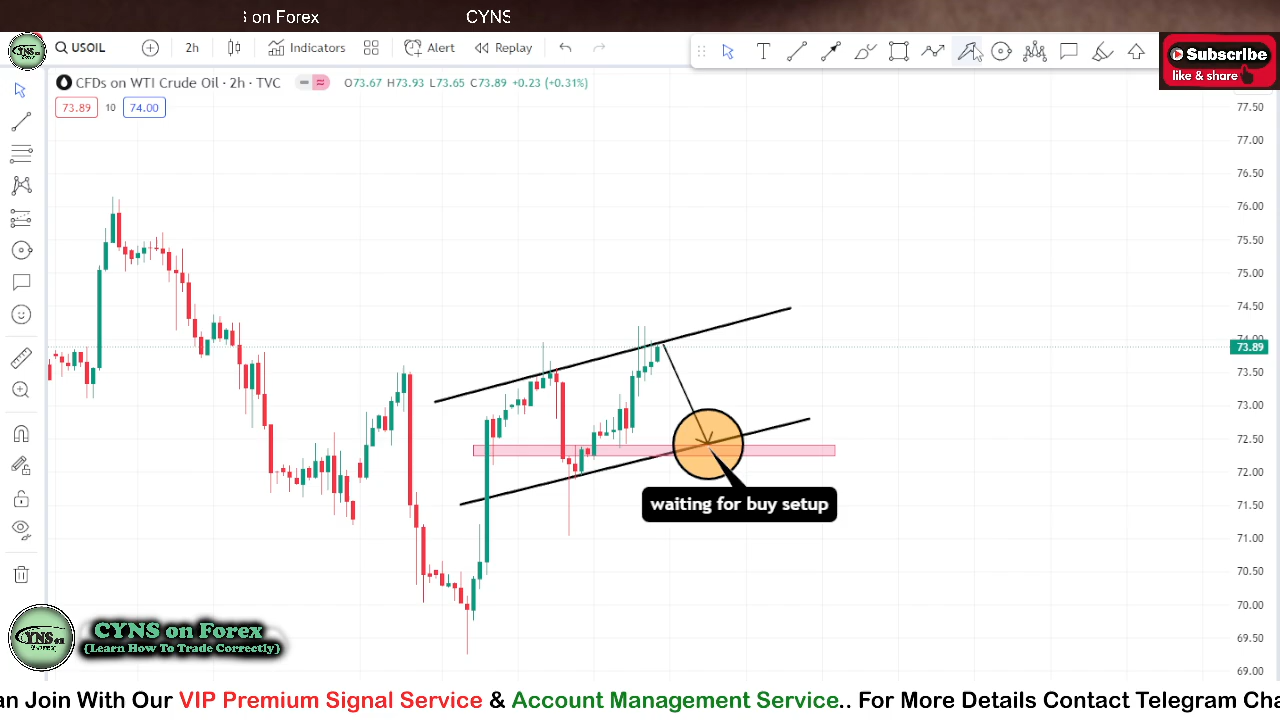 s on Forex CYNS
USOIL 2h Indicators Alert Replay
Subscribe
like & share
CFDs on WTI Crude Oil · 2h · TVC O73.67 H73.93 L73.65 C73.89 +0.23 (+0.31%)
73.89 10 74.00
77.50
77.00
76.50
76.00
75.50
75.00
74.50
74.00
73.89
73.50
73.00
72.50
72.00
waiting for buy setup
71.50
71.00
70.50
70.00
69.50
69.00
CYNS on Forex
{Learn How To Trade Correctly}
an Join With Our VIP Premium Signal Service & Account Management Service.. For More Details Contact Telegram Cha